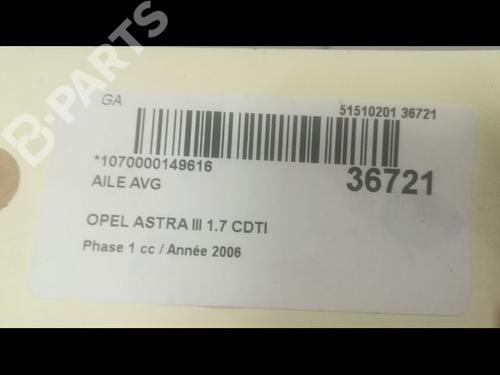 B-PARTS
GA
51510201 36721
*1070000149616
36721
AILE AVG
OPEL ASTRA III 1.7 CDTI
Phase 1 cc / Année 2006